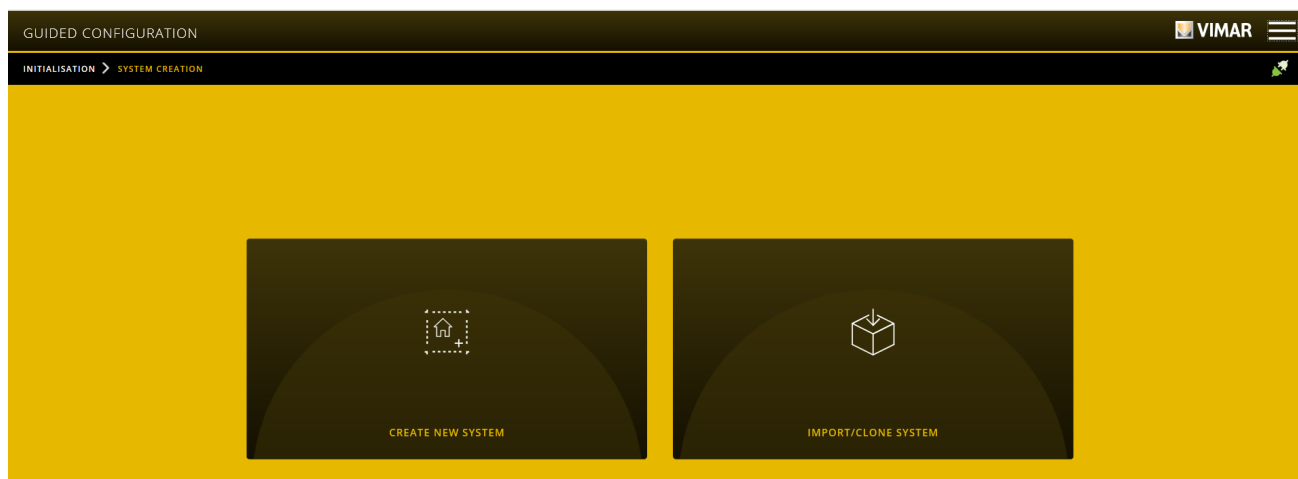 GUIDED CONFIGURATION
VIMAR
INITIALISATION > SYSTEM CREATION
CREATE NEW SYSTEM
IMPORT/CLONE SYSTEM